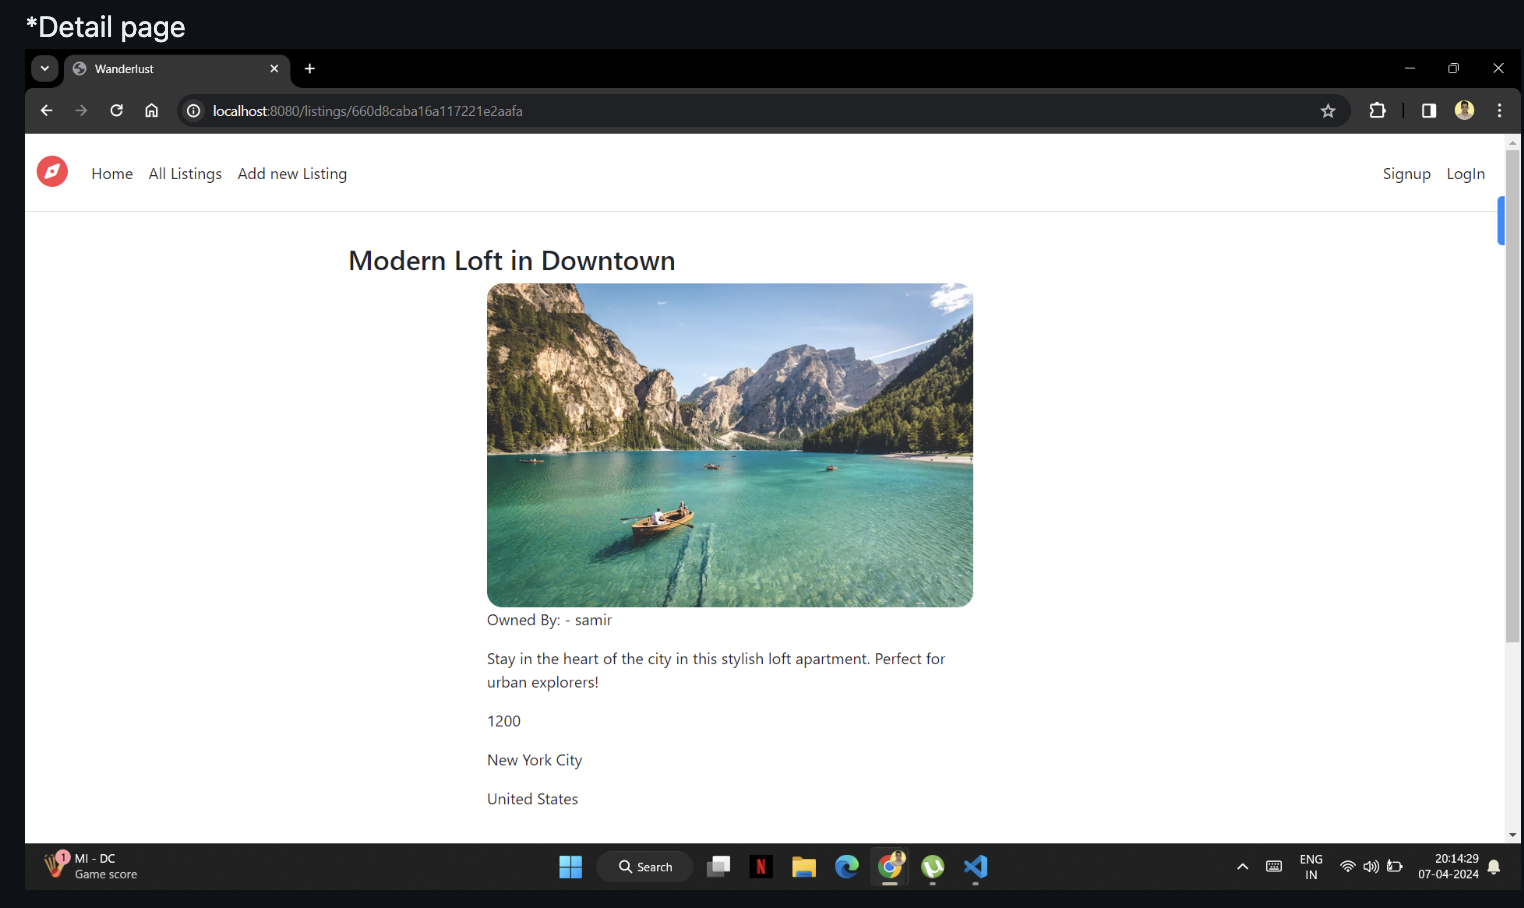 *Detail page
Wanderlust
localhost:8080/listings/660d8caba16a117221e2aafa
Home All Listings Add new Listing Signup LogIn
Modern Loft in Downtown
Owned By: - samir
Stay in the heart of the city in this stylish loft apartment. Perfect for
urban explorers!
1200
New York City
United States
1
MI - DC
Game score
Search
N
ENG
IN
20:14:29
07-04-2024